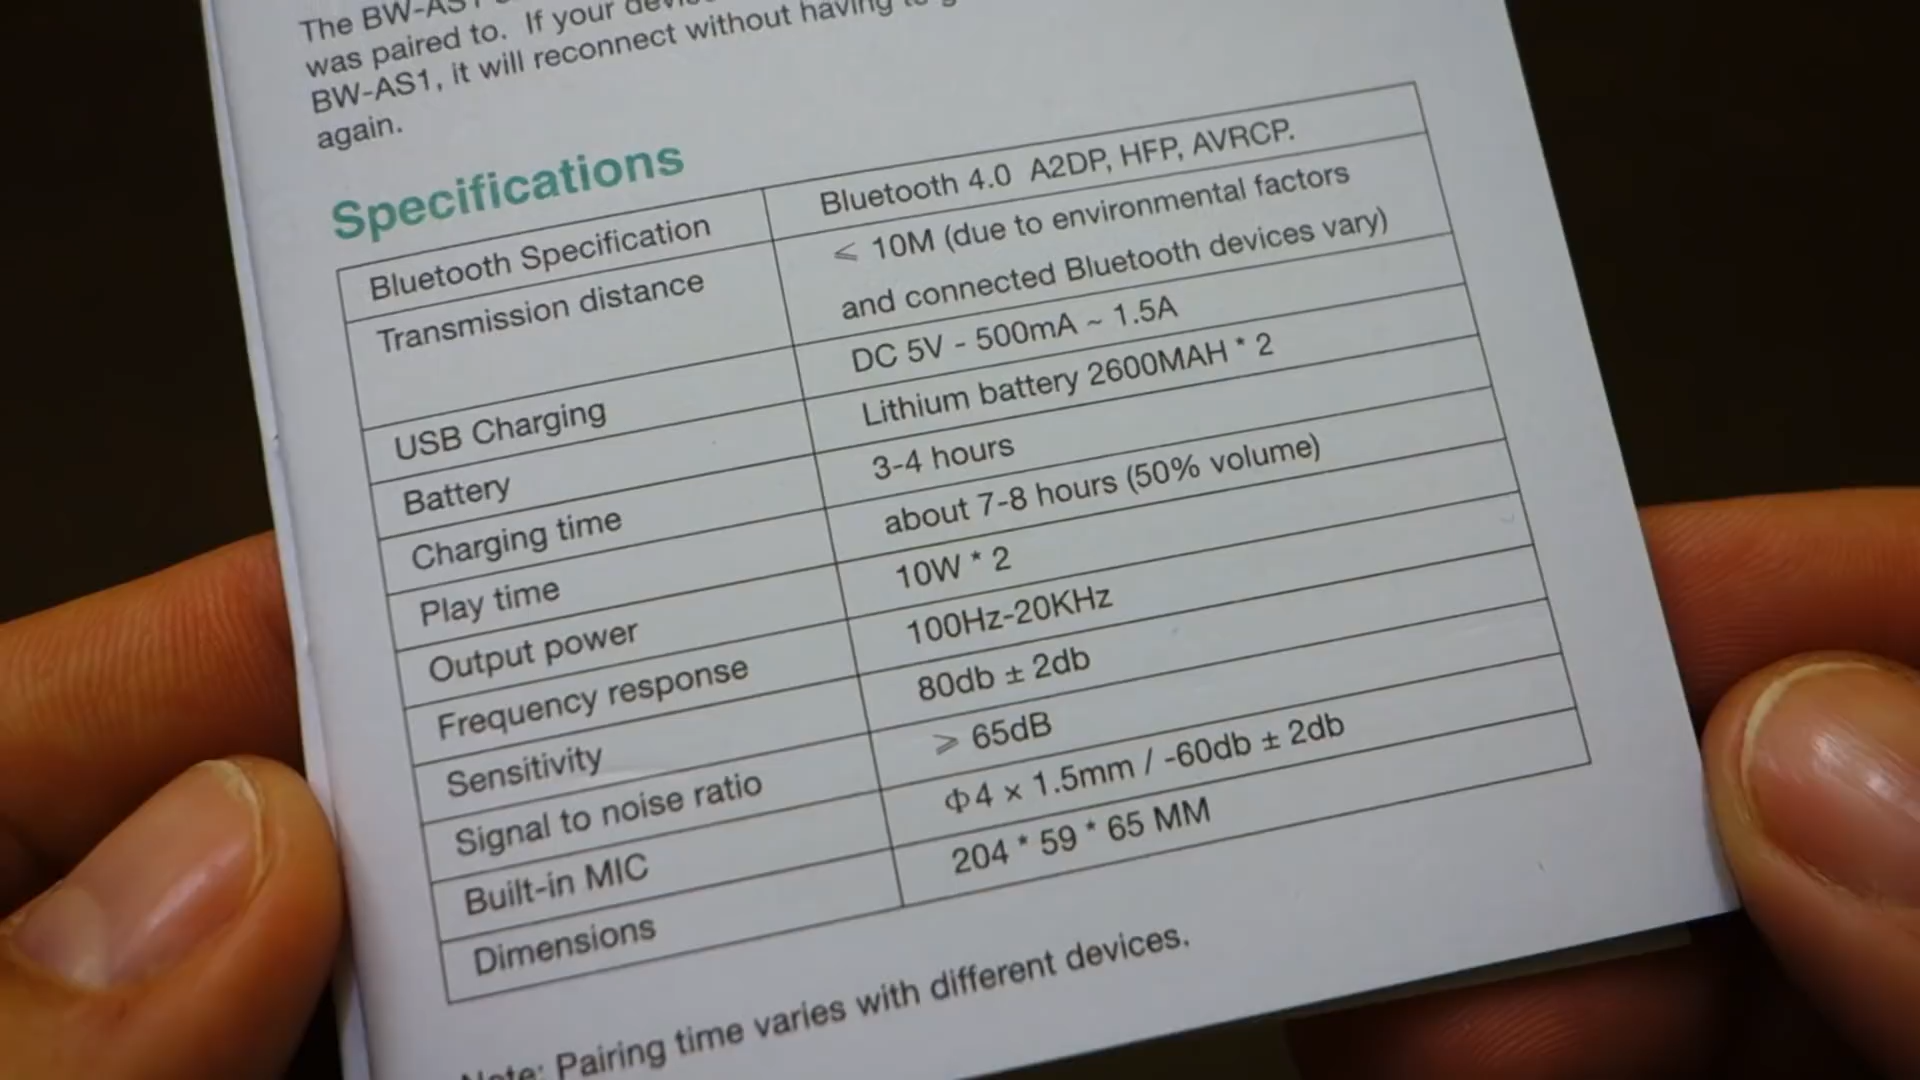 The BW-AS1
was paired to. If your
BW-AS1, it will reconnect without having to
again.
Specifications
Bluetooth Specification Bluetooth 4.0 A2DP, HFP, AVRCP.
Transmission distance ⩽ 10M (due to environmental factors
and connected Bluetooth devices vary)
USB Charging DC 5V - 500mA ~ 1.5A
Battery Lithium battery 2600MAH * 2
Charging time 3-4 hours
Play time about 7-8 hours (50% volume)
Output power 10W * 2
Frequency response 100Hz-20KHz
Sensitivity 80db ± 2db
Signal to noise ratio ⩾ 65dB
Built-in MIC Φ4 × 1.5mm / -60db ± 2db
Dimensions 204 * 59 * 65 MM
Note: Pairing time varies with different devices.